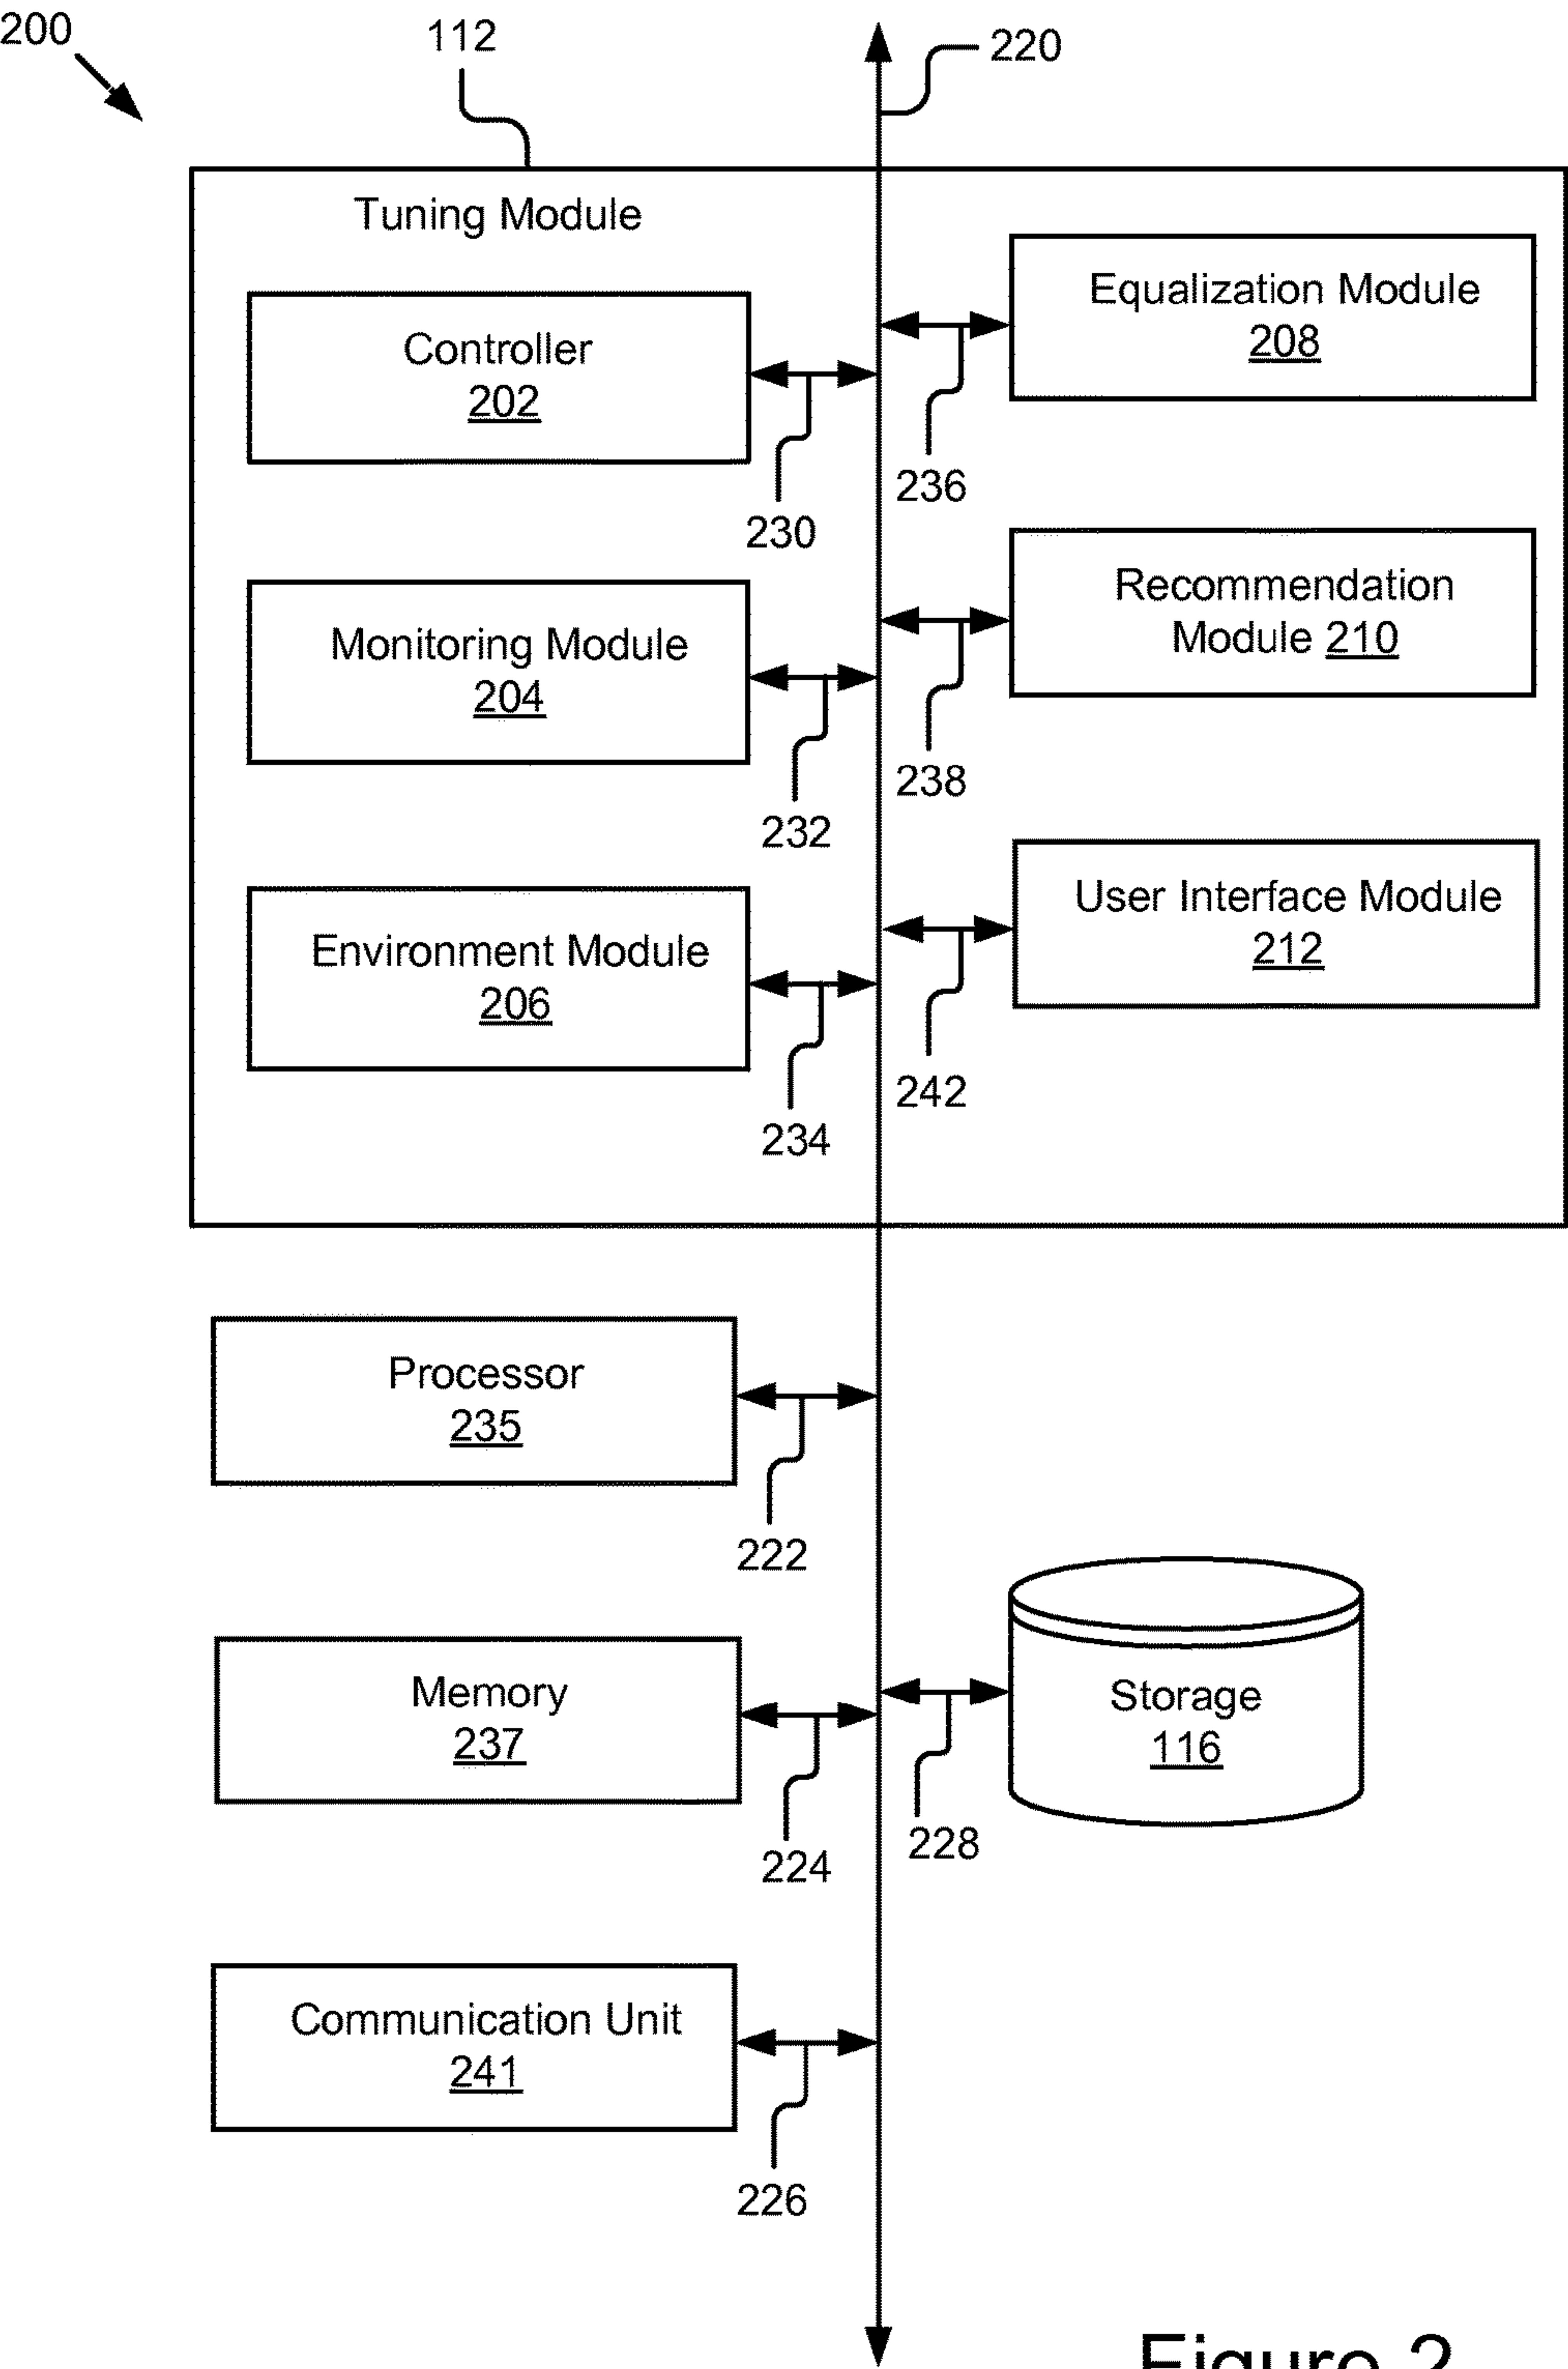 200
112
220
Tuning Module
Controller
202
230
Equalization Module
208
236
Monitoring Module
204
232
Recommendation
Module 210
238
Environment Module
206
234
User Interface Module
212
242
Processor
235
222
Memory
237
224
Storage
116
228
Communication Unit
241
226
Figure 2